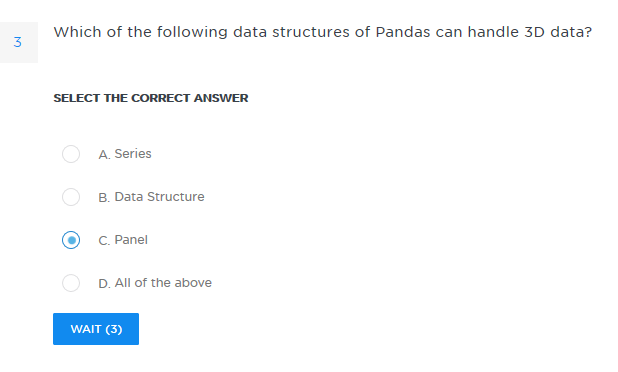 3
Which of the following data structures of Pandas can handle 3D data?
SELECT THE CORRECT ANSWER
A. Series
B. Data Structure
C. Panel
D. All of the above
WAIT (3)